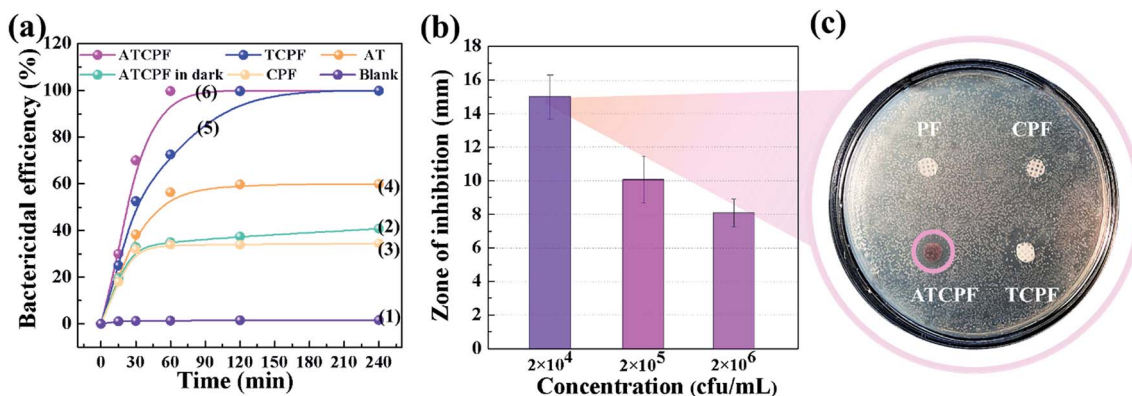 (a)
Bactericidal efficiency (%)
120
100
80
60
40
20
0
ATCPF
TCPF
AT
ATCPF in dark
CPF
Blank
(6)
(5)
(4)
(2)
(3)
(1)
0 30 60 90 120 150 180 210 240
Time (min)
(b)
Zone of inhibition (mm)
18
16
14
12
10
8
6
4
2
0
2×10⁴ 2×10⁵ 2×10⁶
Concentration (cfu/mL)
(c)
PF CPF
ATCPF TCPF